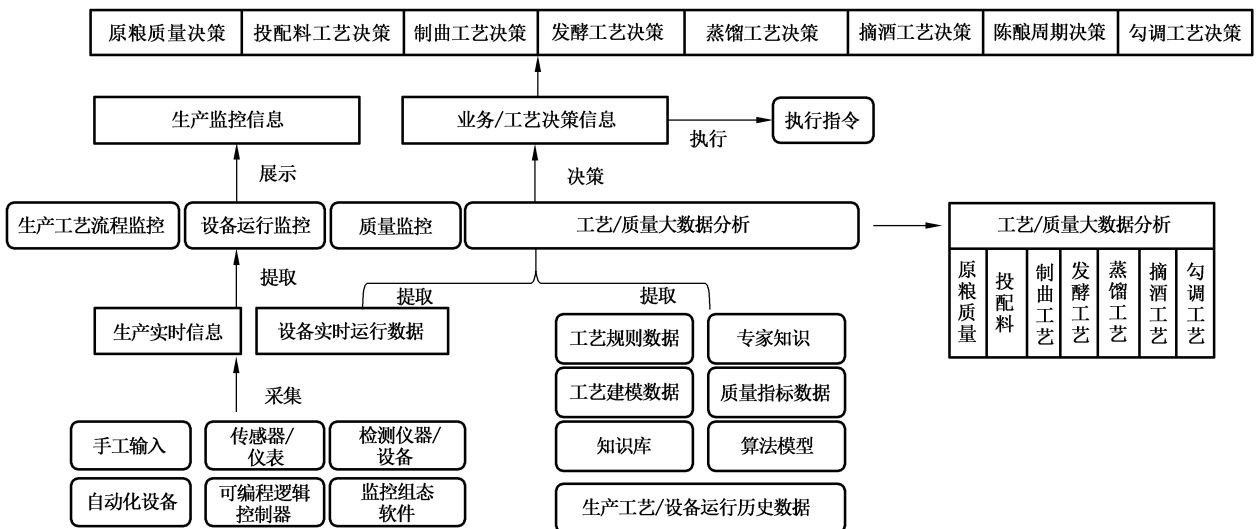 原粮质量决策 投配料工艺决策 制曲工艺决策 发酵工艺决策 蒸馏工艺决策 摘酒工艺决策 陈酿周期决策 勾调工艺决策
生产监控信息
业务/工艺决策信息
执行
执行指令
展示
决策
生产工艺流程监控
设备运行监控
质量监控
工艺/质量大数据分析
工艺/质量大数据分析
原粮质量
投配料
制曲工艺
发酵工艺
蒸馏工艺
摘酒工艺
勾调工艺
提取
提取
提取
生产实时信息
设备实时运行数据
工艺规则数据
专家知识
工艺建模数据
质量指标数据
知识库
算法模型
生产工艺/设备运行历史数据
采集
手工输入
传感器/
仪表
检测仪器/
设备
自动化设备
可编程逻辑
控制器
监控组态
软件